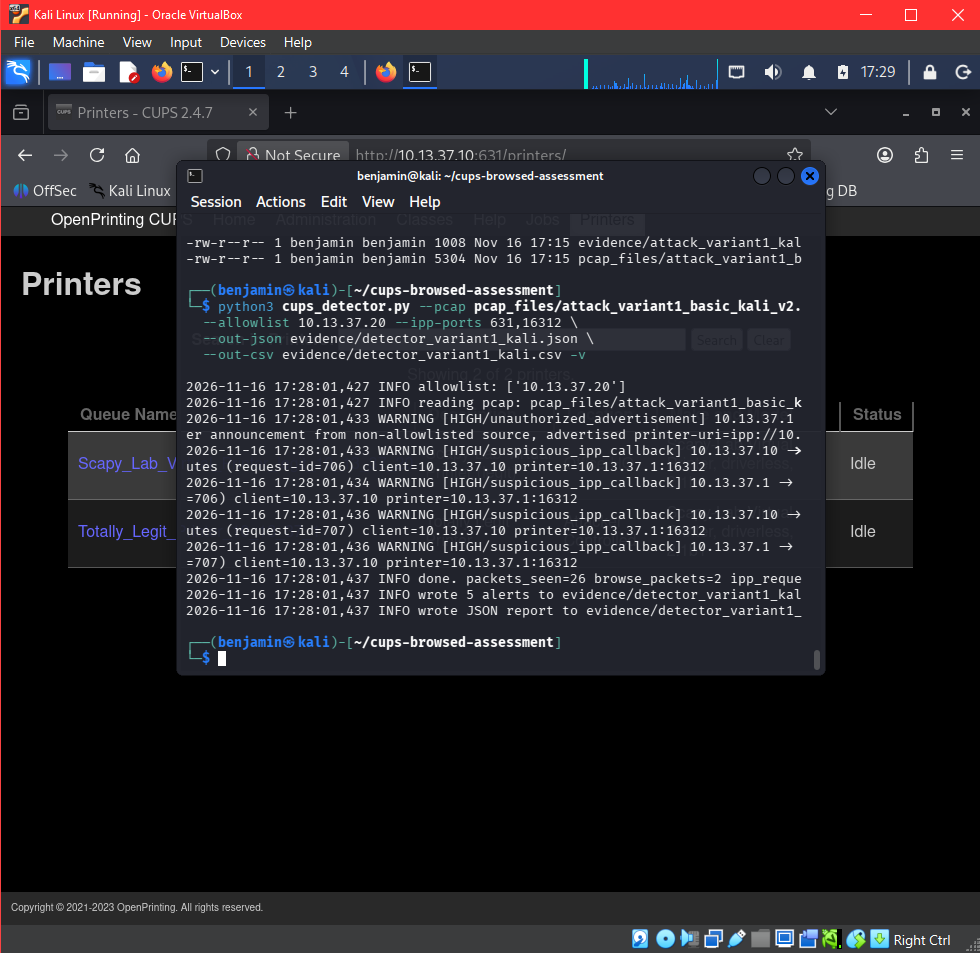 Kali Linux [Running] - Oracle VirtualBox
File Machine View Input Devices Help
1 2 3 4 17:29
Printers - CUPS 2.4.7
Not Secure http://10.13.37.10:631/printers/
OffSec Kali Linux ng DB
benjamin@kali: ~/cups-browsed-assessment
Session Actions Edit View Help
OpenPrinting CUPS Home Administration Classes Help Jobs Printers
Printers
Search Clear
Showing 2 of 2 printers.
Queue Name Status
Scapy_Lab_V Idle
Totally_Legit_ Idle
-rw-r--r-- 1 benjamin benjamin 1008 Nov 16 17:15 evidence/attack_variant1_kal
-rw-r--r-- 1 benjamin benjamin 5304 Nov 16 17:15 pcap_files/attack_variant1_b
┌──(benjamin㉿kali)-[~/cups-browsed-assessment]
└─$ python3 cups_detector.py --pcap pcap_files/attack_variant1_basic_kali_v2.
--allowlist 10.13.37.20 --ipp-ports 631,16312 \
--out-json evidence/detector_variant1_kali.json \
--out-csv evidence/detector_variant1_kali.csv -v
2026-11-16 17:28:01,427 INFO allowlist: ['10.13.37.20']
2026-11-16 17:28:01,427 INFO reading pcap: pcap_files/attack_variant1_basic_k
2026-11-16 17:28:01,433 WARNING [HIGH/unauthorized_advertisement] 10.13.37.1
er announcement from non-allowlisted source, advertised printer-uri=ipp://10.
2026-11-16 17:28:01,433 WARNING [HIGH/suspicious_ipp_callback] 10.13.37.10 →
utes (request-id=706) client=10.13.37.10 printer=10.13.37.1:16312
2026-11-16 17:28:01,434 WARNING [HIGH/suspicious_ipp_callback] 10.13.37.1 →
=706) client=10.13.37.10 printer=10.13.37.1:16312
2026-11-16 17:28:01,436 WARNING [HIGH/suspicious_ipp_callback] 10.13.37.10 →
utes (request-id=707) client=10.13.37.10 printer=10.13.37.1:16312
2026-11-16 17:28:01,436 WARNING [HIGH/suspicious_ipp_callback] 10.13.37.1 →
=707) client=10.13.37.10 printer=10.13.37.1:16312
2026-11-16 17:28:01,437 INFO done. packets_seen=26 browse_packets=2 ipp_reque
2026-11-16 17:28:01,437 INFO wrote 5 alerts to evidence/detector_variant1_kal
2026-11-16 17:28:01,437 INFO wrote JSON report to evidence/detector_variant1_
┌──(benjamin㉿kali)-[~/cups-browsed-assessment]
└─$
Copyright © 2021-2023 OpenPrinting. All rights reserved.
Right Ctrl